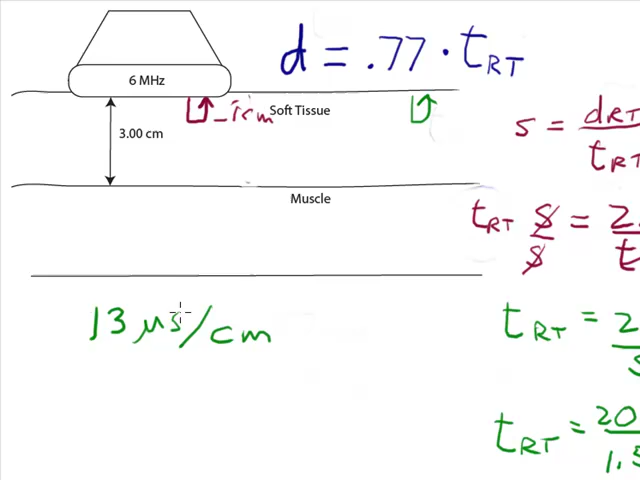 d = .77 · tRT
6 MHz
1cm
Soft Tissue
3.00 cm
s = dRT / tRT
Muscle
tRT s/s = 2. / t
13 μs/cm
tRT = 2 / s
tRT = 20 / 1.5